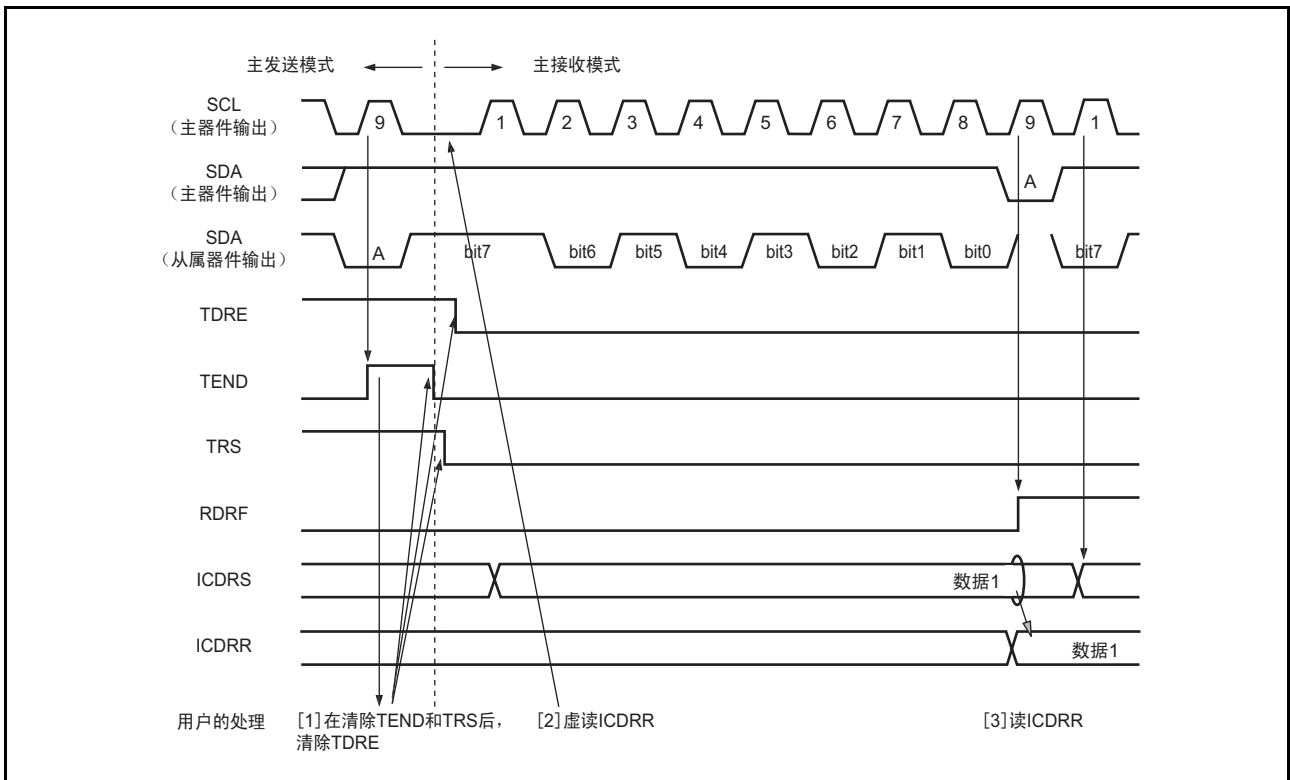 主发送模式 主接收模式
SCL
（主器件输出）
9 1 2 3 4 5 6 7 8 9 1
SDA
（主器件输出）
A
SDA
（从属器件输出）
A bit7 bit6 bit5 bit4 bit3 bit2 bit1 bit0 bit7
TDRE
TEND
TRS
RDRF
ICDRS
数据1
ICDRR
数据1
用户的处理 [1]在清除TEND和TRS后， [2]虚读ICDRR [3]读ICDRR
清除TDRE